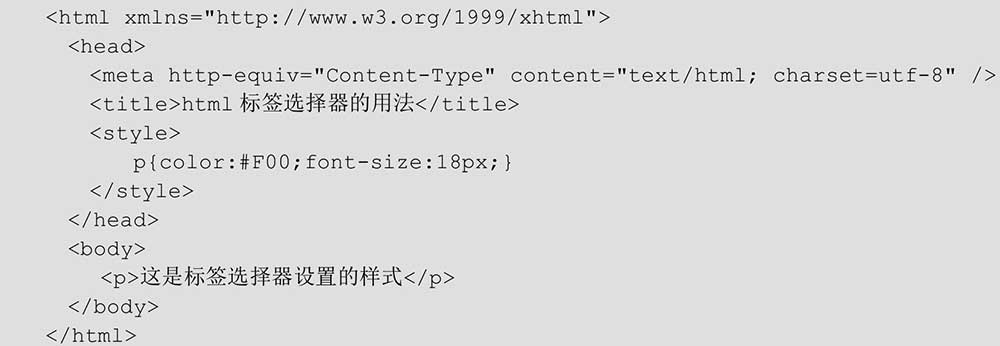 <html xmlns="http://www.w3.org/1999/xhtml">
<head>
<meta http-equiv="Content-Type" content="text/html; charset=utf-8" />
<title>html 标签选择器的用法</title>
<style>
p{color:#F00;font-size:18px;}
</style>
</head>
<body>
<p>这是标签选择器设置的样式</p>
</body>
</html>